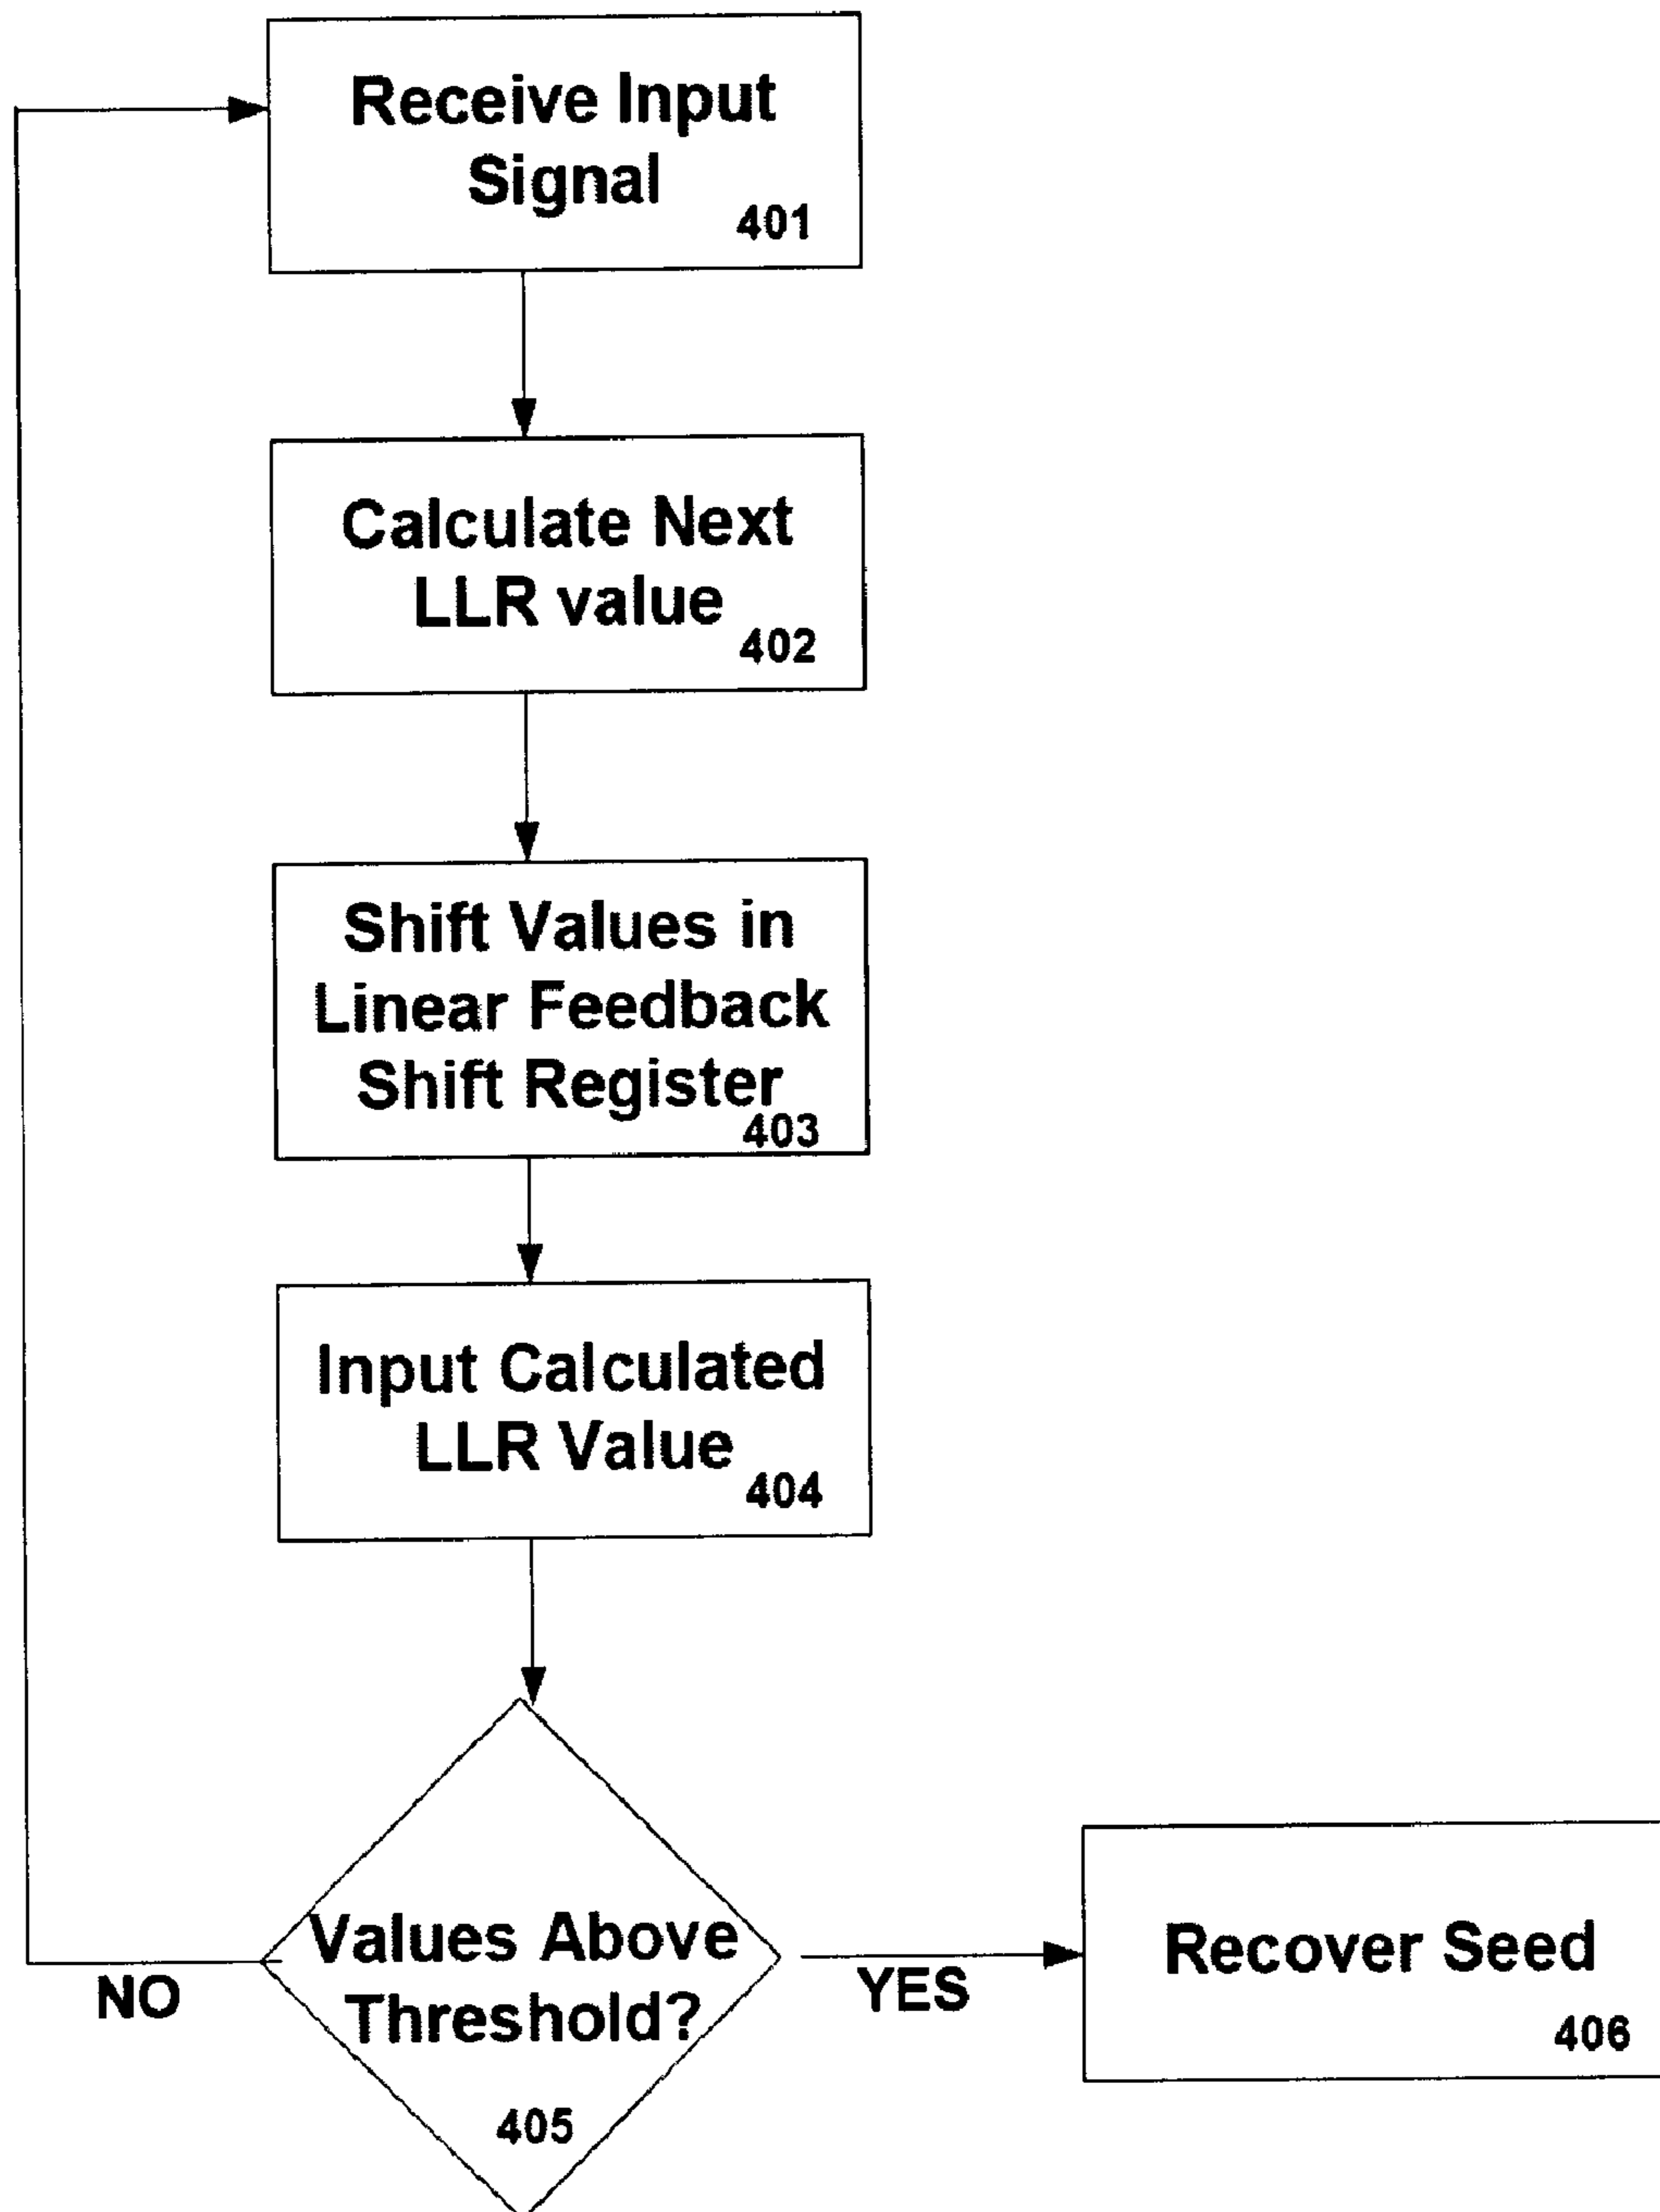 Receive Input
Signal
401
Calculate Next
LLR value
402
Shift Values in
Linear Feedback
Shift Register
403
Input Calculated
LLR Value
404
Values Above
Threshold?
405
NO
YES
Recover Seed
406